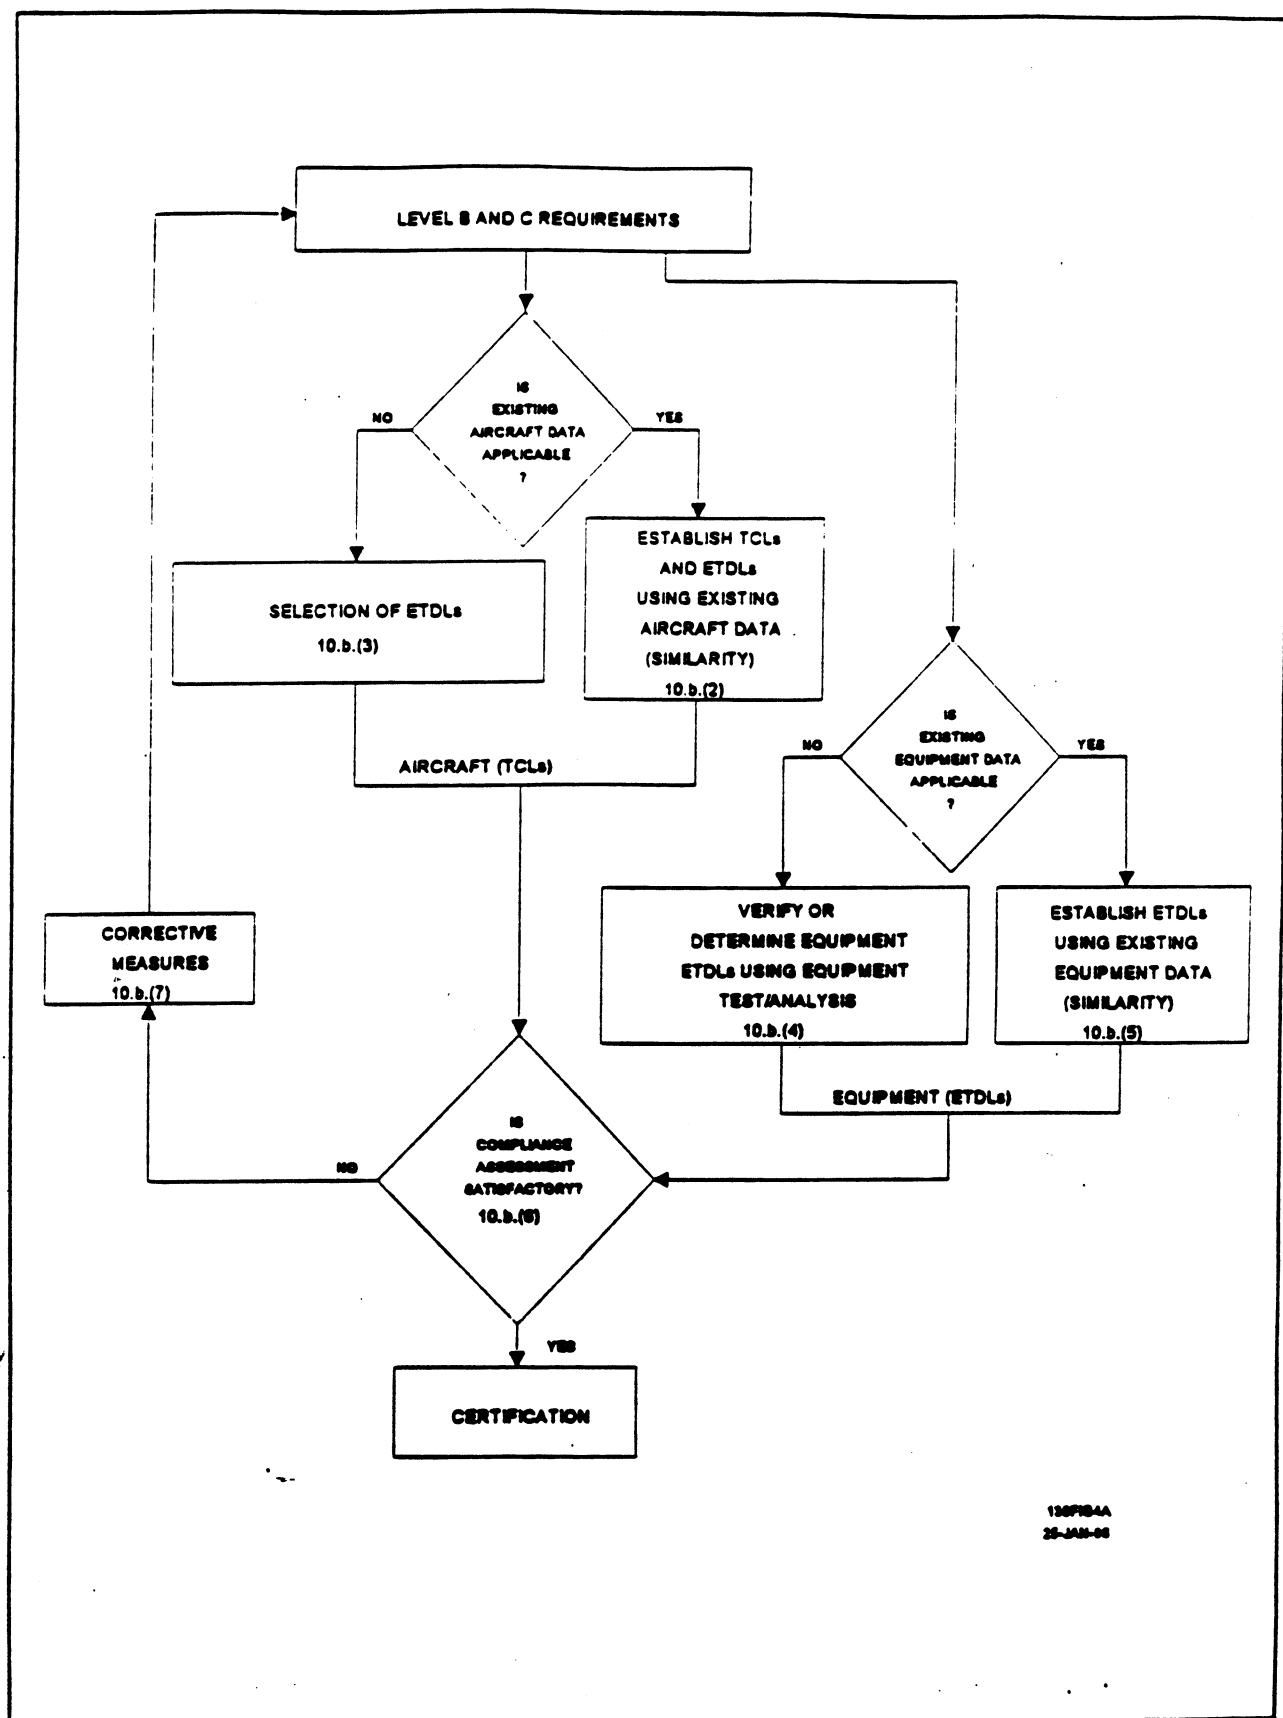 LEVEL B AND C REQUIREMENTS
IS
EXISTING
AIRCRAFT DATA
APPLICABLE
?
NO
YES
SELECTION OF ETDLs
10.b.(3)
ESTABLISH TCLs
AND ETDLs
USING EXISTING
AIRCRAFT DATA
(SIMILARITY)
10.b.(2)
AIRCRAFT (TCLs)
IS
EXISTING
EQUIPMENT DATA
APPLICABLE
?
NO
YES
VERIFY OR
DETERMINE EQUIPMENT
ETDLs USING EQUIPMENT
TEST/ANALYSIS
10.b.(4)
ESTABLISH ETDLs
USING EXISTING
EQUIPMENT DATA
(SIMILARITY)
10.b.(5)
EQUIPMENT (ETDLs)
CORRECTIVE
MEASURES
10.b.(7)
IS
COMPLIANCE
ASSESSMENT
SATISFACTORY?
10.b.(6)
NO
YES
CERTIFICATION